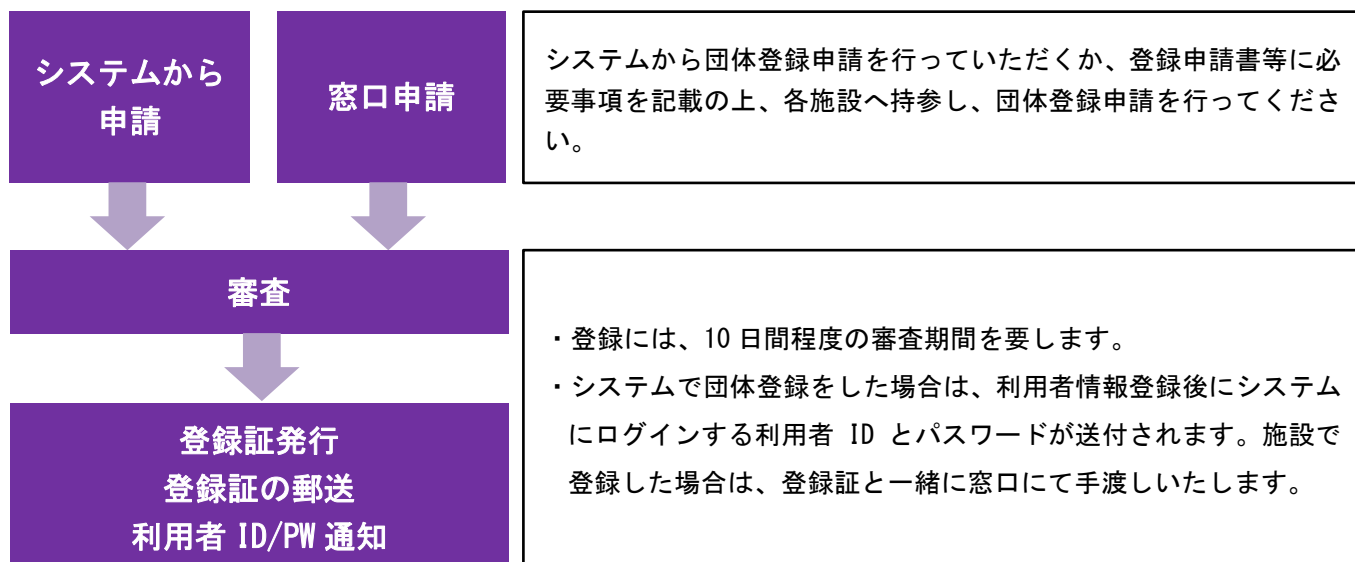 システムから
申請
窓口申請
システムから団体登録申請を行っていただくか、登録申請書等に必
要事項を記載の上、各施設へ持参し、団体登録申請を行ってくださ
い。
審査
登録証発行
登録証の郵送
利用者 ID/PW 通知
・登録には、10 日間程度の審査期間を要します。
・システムで団体登録をした場合は、利用者情報登録後にシステム
にログインする利用者 ID とパスワードが送付されます。施設で
登録した場合は、登録証と一緒に窓口にて手渡しいたします。